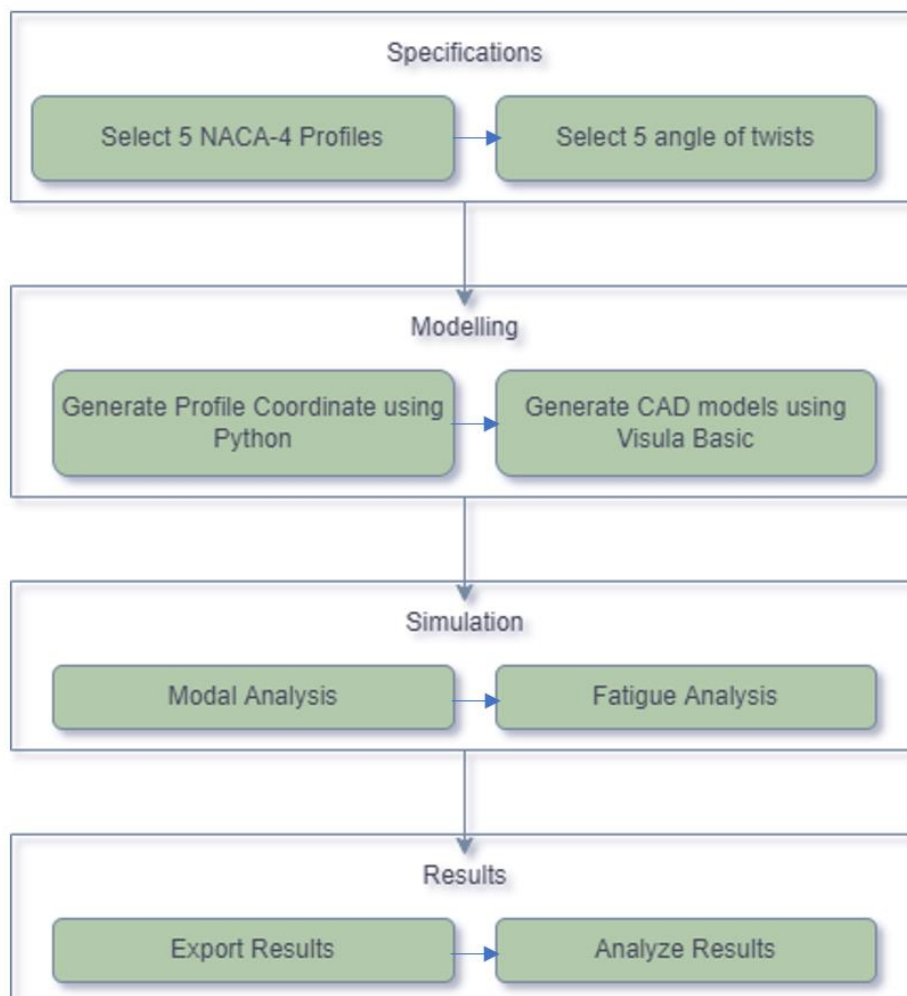 Specifications
Select 5 NACA-4 Profiles
Select 5 angle of twists
Modelling
Generate Profile Coordinate using
Python
Generate CAD models using
Visula Basic
Simulation
Modal Analysis
Fatigue Analysis
Results
Export Results
Analyze Results